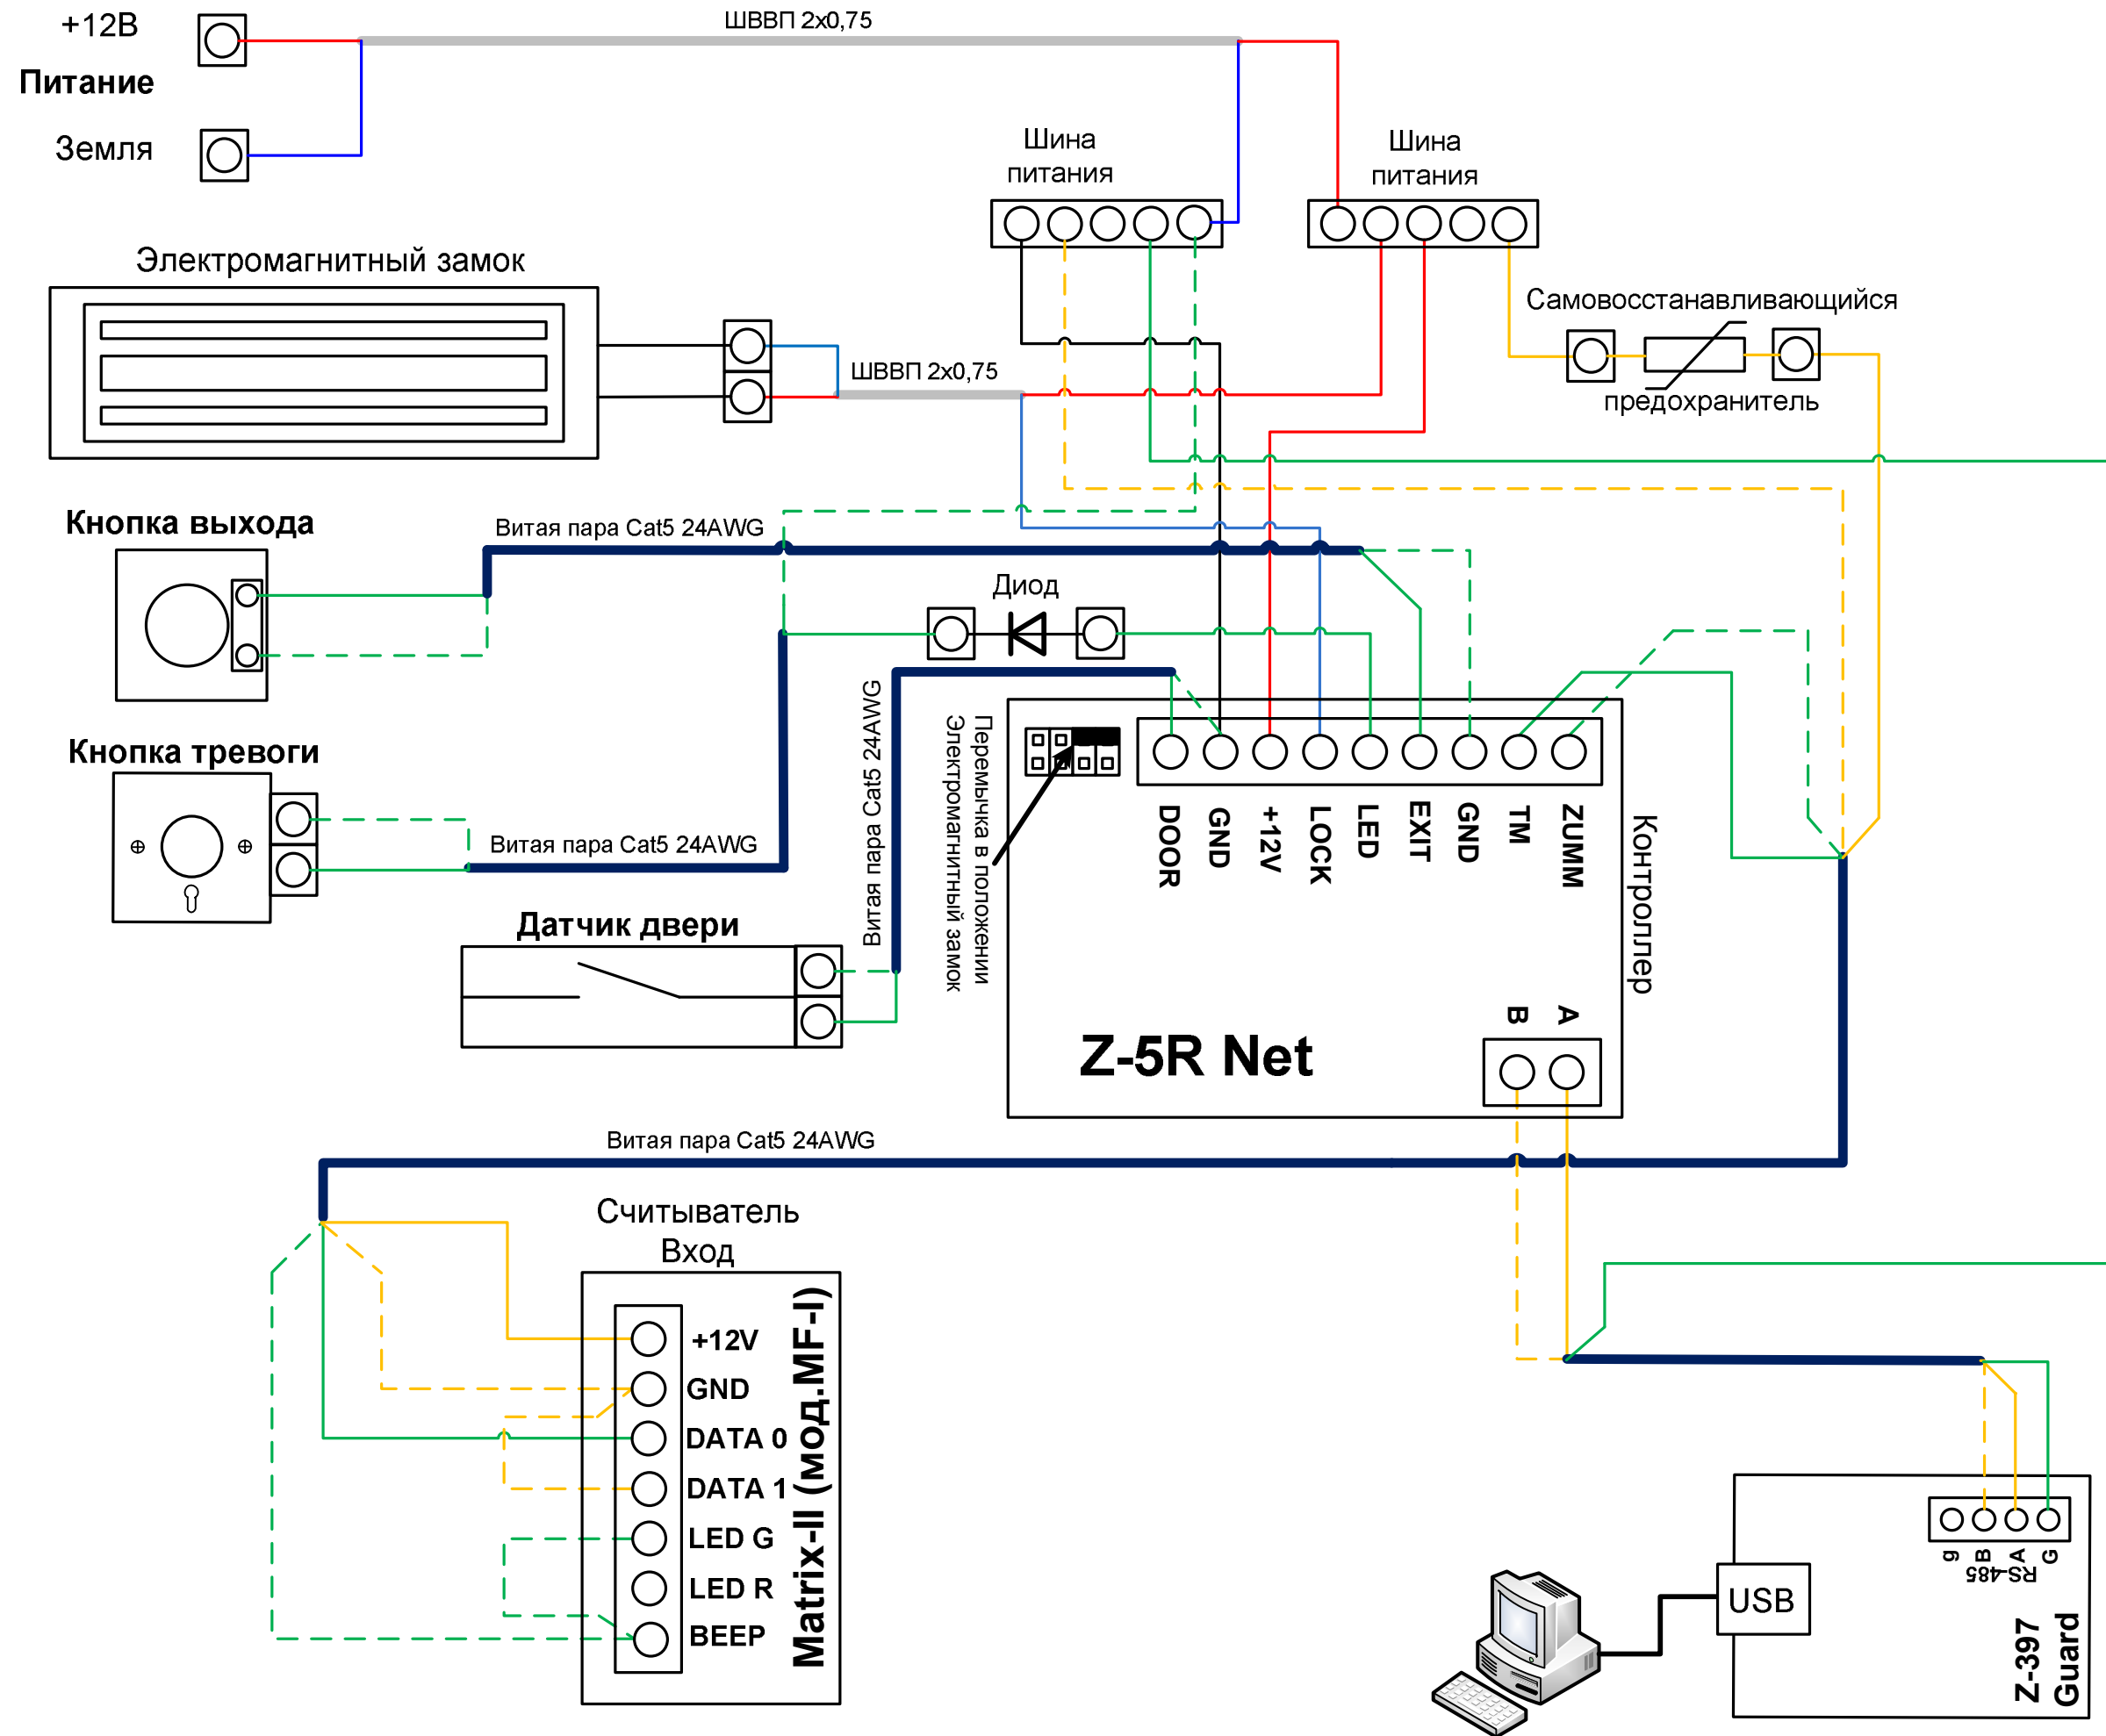 +12В
Питание
Земля
ШВВП 2х0,75
Шина
питания
Шина
питания
Электромагнитный замок
ШВВП 2х0,75
Самовосстанавливающийся
предохранитель
Кнопка выхода
Витая пара Cat5 24AWG
Диод
Кнопка тревоги
Витая пара Cat5 24AWG
Датчик двери
Витая пара Cat5 24AWG
Перемычка в положении
Электромагнитный замок
DOOR
GND
+12V
LOCK
LED
EXIT
GND
TM
ZUMM
Контроллер
B
A
Z-5R Net
Витая пара Cat5 24AWG
Считыватель
Вход
+12V
GND
DATA 0
DATA 1
LED G
LED R
BEEP
Matrix-II (мод.MF-I)
g
B
A
G
RS-485
USB
Z-397
Guard